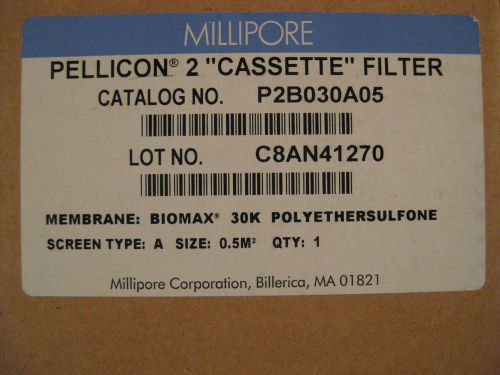 MILLIPORE
PELLICON® 2 "CASSETTE" FILTER
CATALOG NO. P2B030A05
LOT NO. C8AN41270
MEMBRANE: BIOMAX® 30K POLYETHERSULFONE
SCREEN TYPE: A SIZE: 0.5M² QTY: 1
Millipore Corporation, Billerica, MA 01821